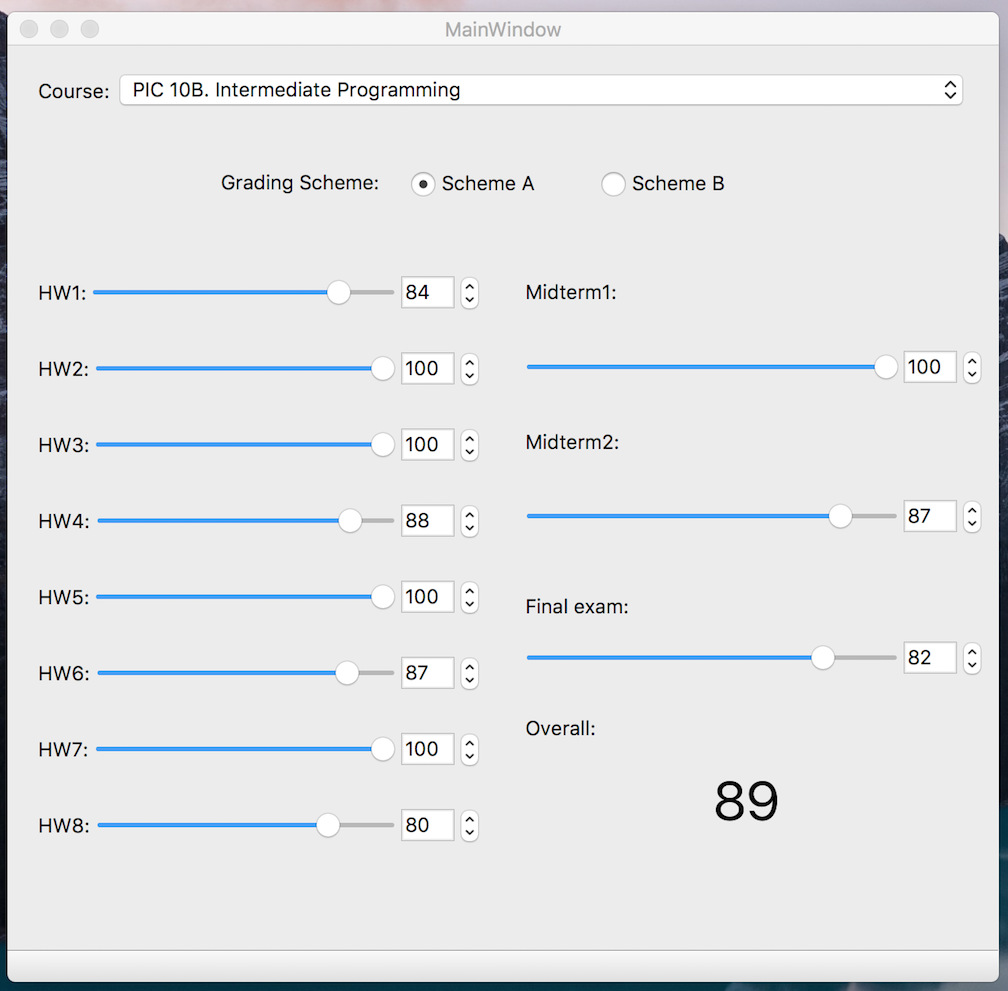 MainWindow
Course: PIC 10B. Intermediate Programming
Grading Scheme: Scheme A Scheme B
HW1: 84
HW2: 100
HW3: 100
HW4: 88
HW5: 100
HW6: 87
HW7: 100
HW8: 80
Midterm1:
100
Midterm2:
87
Final exam:
82
Overall:
89